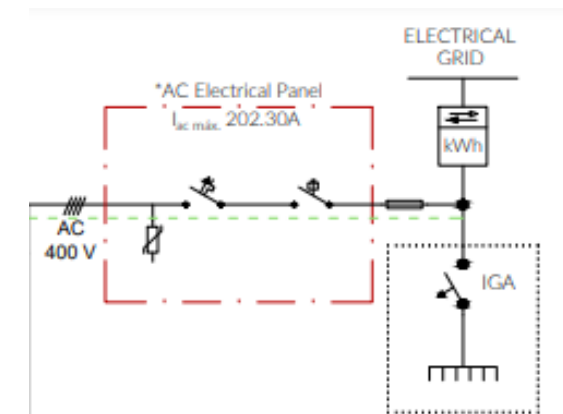 ELECTRICAL
GRID
*AC Electrical Panel
Iac máx. 202.30A
kWh
AC
400 V
IGA